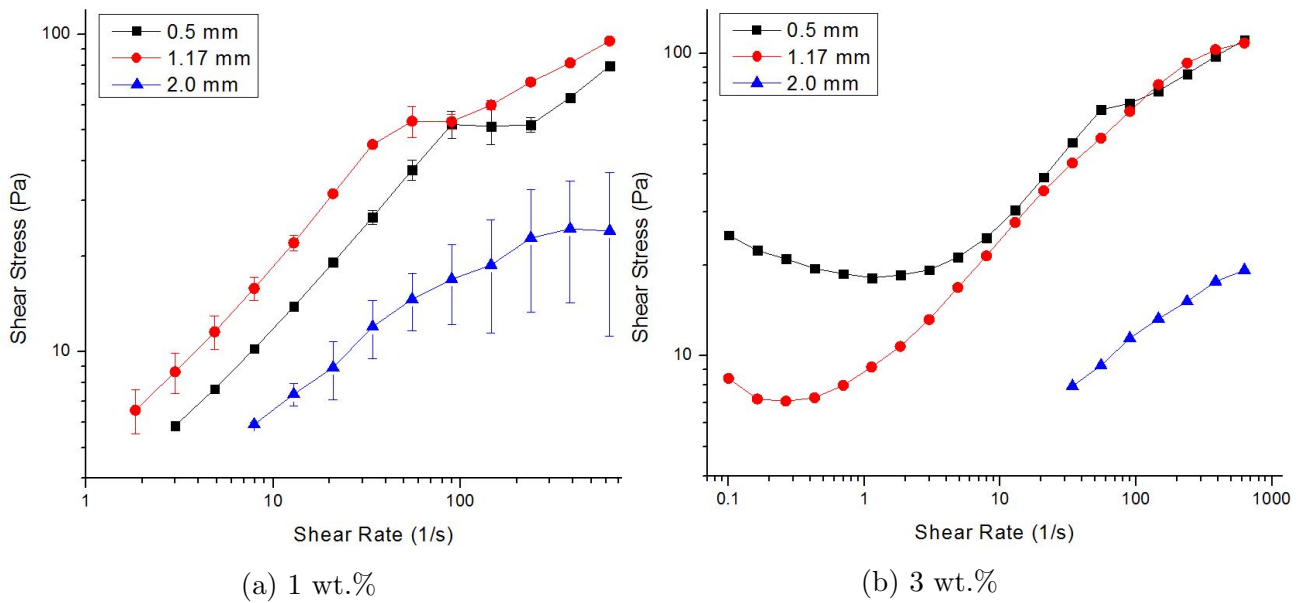 0.5 mm
1.17 mm
2.0 mm
100
10
Shear Stress (Pa)
1
10
100
Shear Rate (1/s)
(a) 1 wt.%
0.5 mm
1.17 mm
2.0 mm
100
10
Shear Stress (Pa)
0.1
1
10
100
1000
Shear Rate (1/s)
(b) 3 wt.%